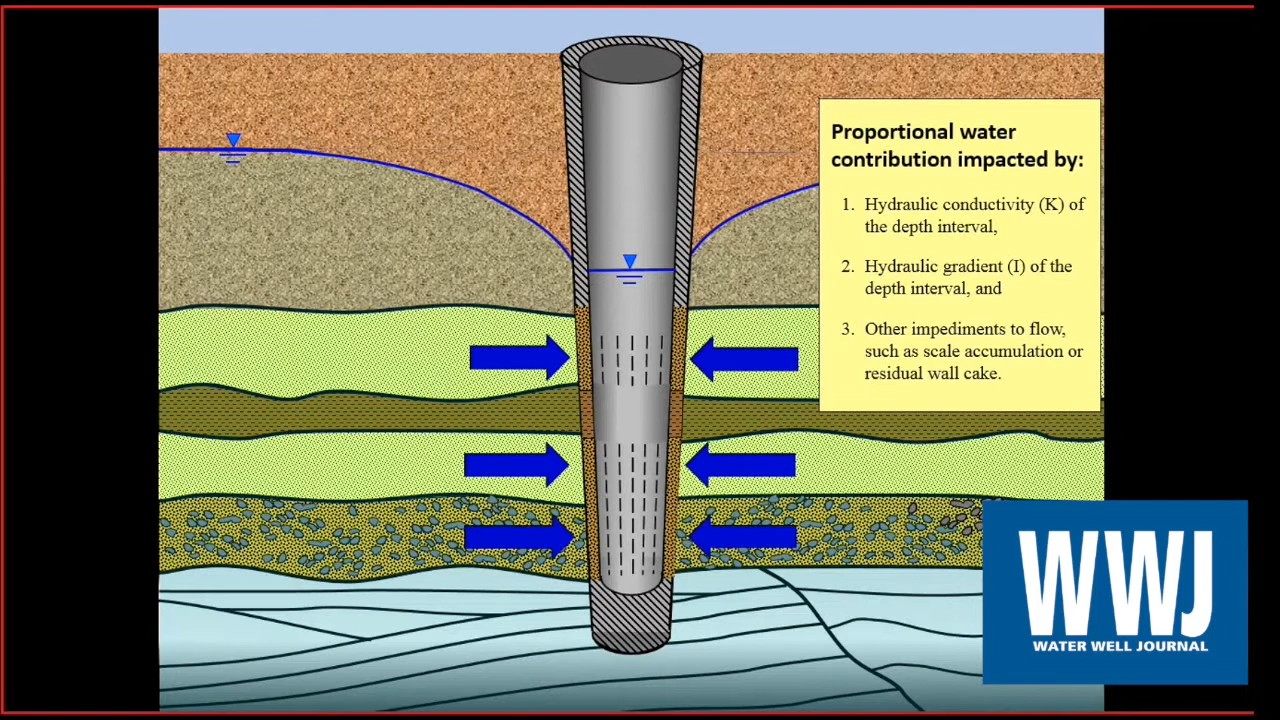 Proportional water
contribution impacted by:
1. Hydraulic conductivity (K) of
the depth interval,
2. Hydraulic gradient (I) of the
depth interval, and
3. Other impediments to flow,
such as scale accumulation or
residual wall cake.
WWJ
WATER WELL JOURNAL